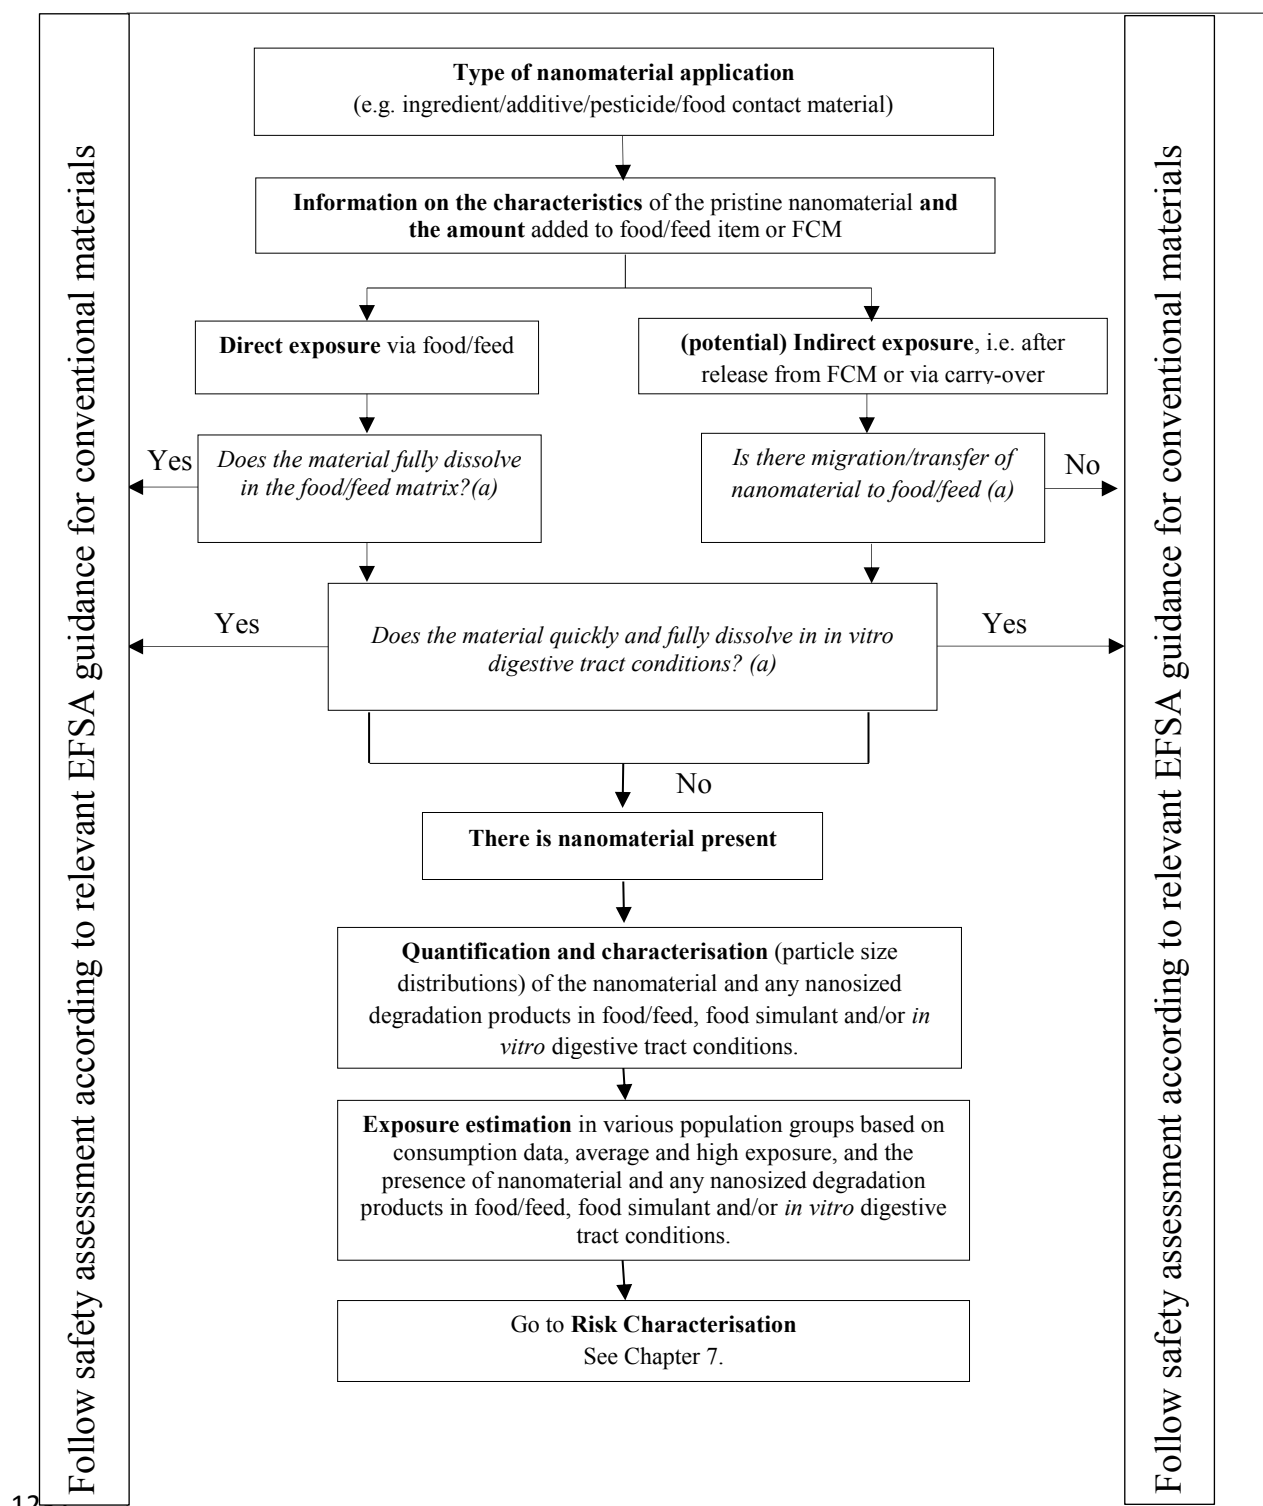 Follow safety assessment according to relevant EFSA guidance for conventional materials
Type of nanomaterial application
(e.g. ingredient/additive/pesticide/food contact material)
Information on the characteristics of the pristine nanomaterial and
the amount added to food/feed item or FCM
Direct exposure via food/feed
(potential) Indirect exposure, i.e. after
release from FCM or via carry-over
Yes
Does the material fully dissolve
in the food/feed matrix?(a)
Is there migration/transfer of
nanomaterial to food/feed (a)
No
Yes
Does the material quickly and fully dissolve in in vitro
digestive tract conditions? (a)
Yes
No
There is nanomaterial present
Quantification and characterisation (particle size
distributions) of the nanomaterial and any nanosized
degradation products in food/feed, food simulant and/or in
vitro digestive tract conditions.
Exposure estimation in various population groups based on
consumption data, average and high exposure, and the
presence of nanomaterial and any nanosized degradation
products in food/feed, food simulant and/or in vitro digestive
tract conditions.
Go to Risk Characterisation
See Chapter 7.
Follow safety assessment according to relevant EFSA guidance for conventional materials